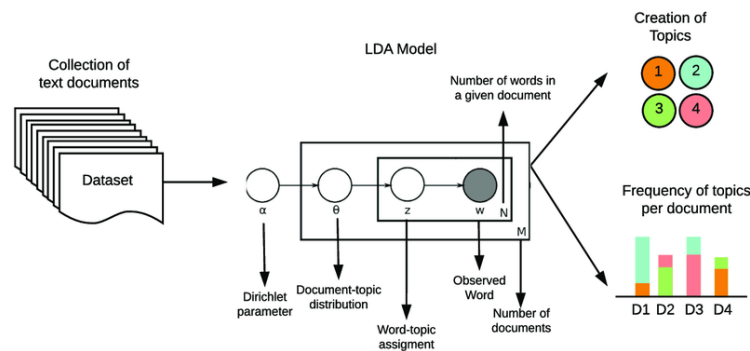 Collection of
text documents
Dataset
LDA Model
Number of words in
a given document
α
θ
z
w
N
M
Dirichlet
parameter
Document-topic
distribution
Word-topic
assigment
Observed
Word
Number of
documents
Creation of
Topics
1
2
3
4
Frequency of topics
per document
D1 D2 D3 D4